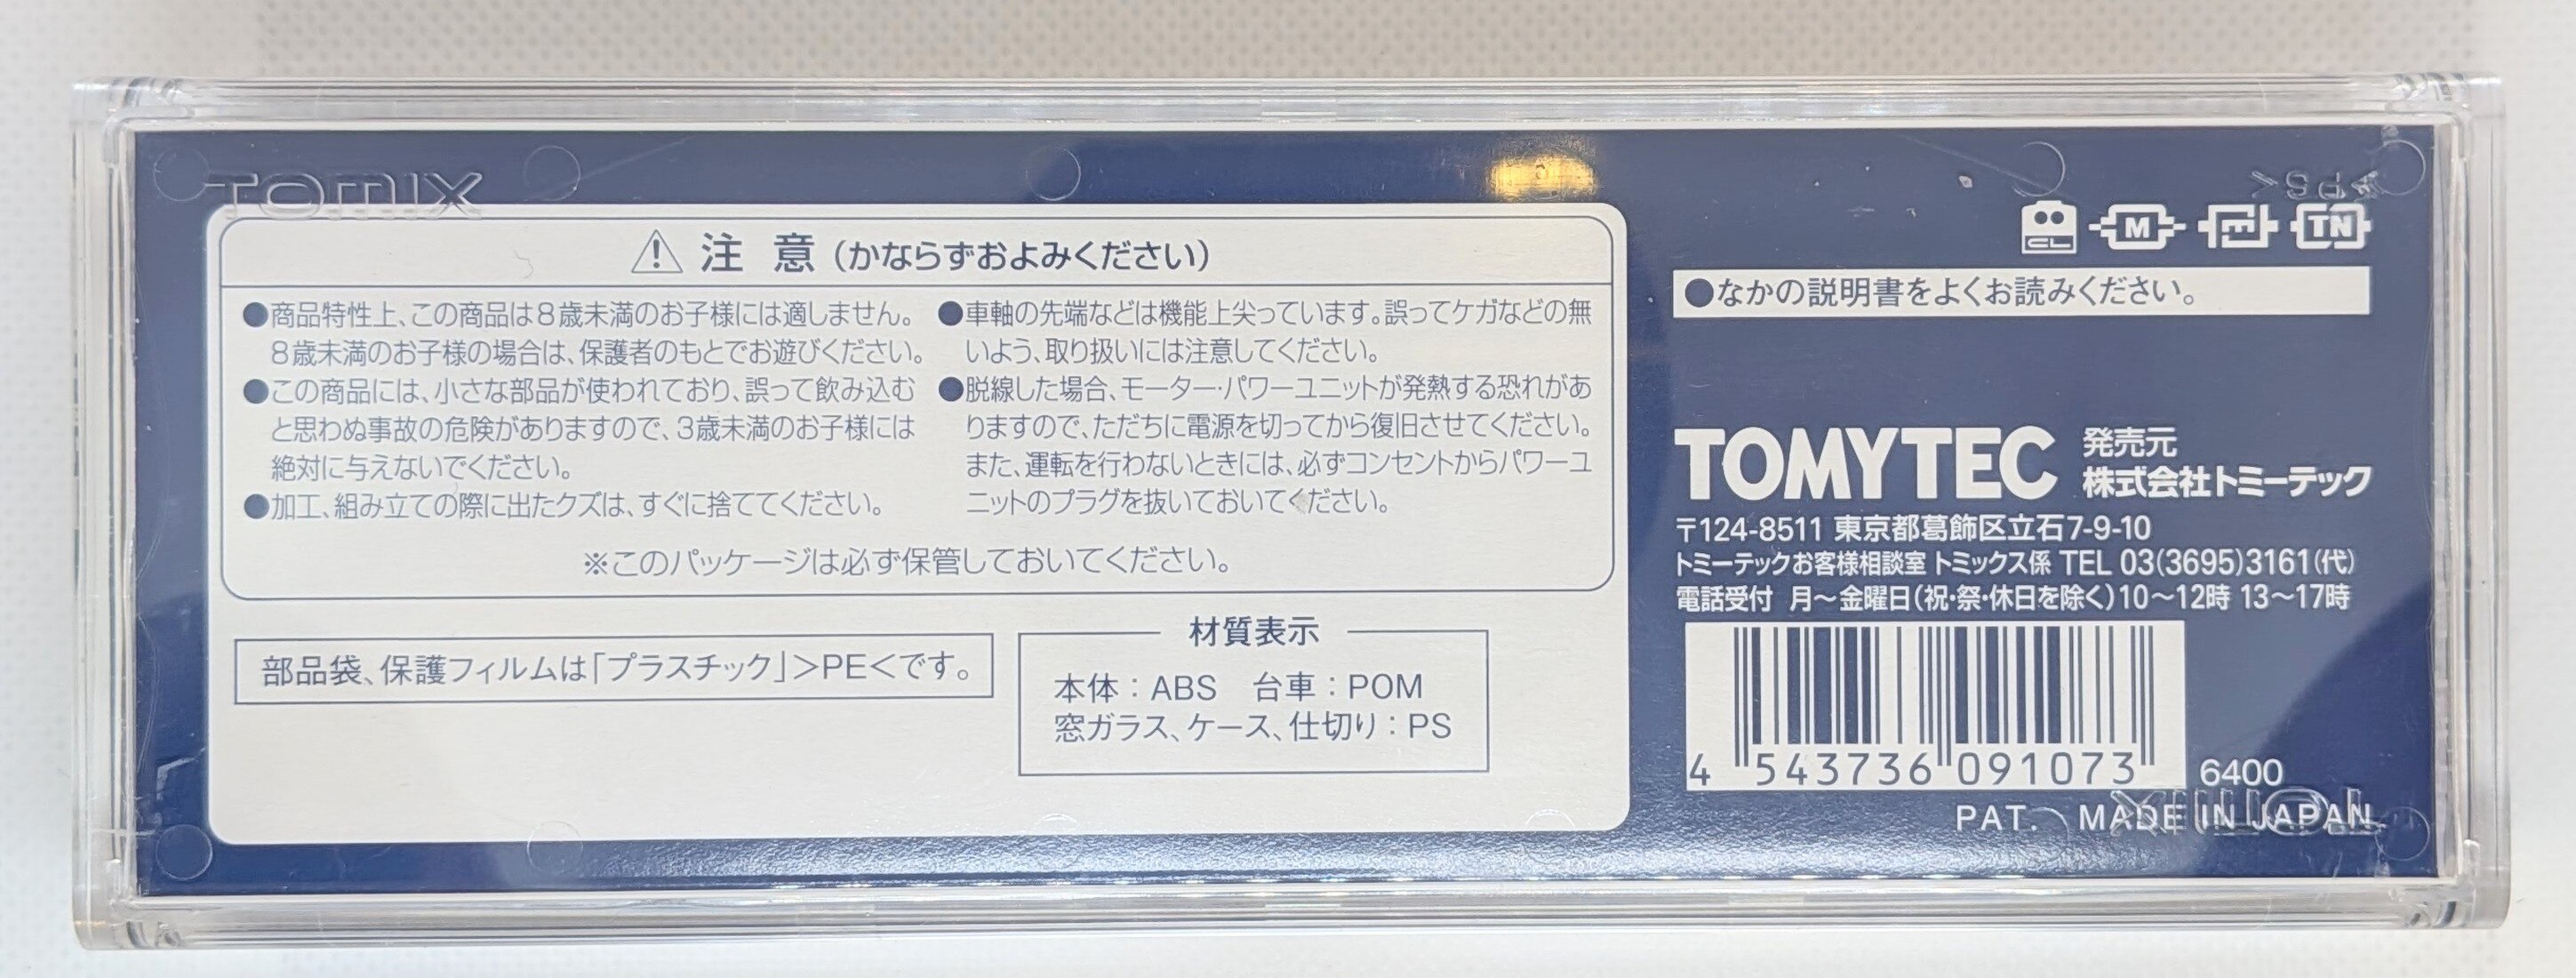 TOMIX
>PS<
⚠ 注 意 (かならずおよみください)
●商品特性上、この商品は8歳未満のお子様には適しません。
8歳未満のお子様の場合は、保護者のもとでお遊びください。
●この商品には、小さな部品が使われており、誤って飲み込む
と思わぬ事故の危険がありますので、3歳未満のお子様には
絶対に与えないでください。
●加工、組み立ての際に出たクズは、すぐに捨ててください。
●車軸の先端などは機能上尖っています。誤ってケガなどの無
いよう、取り扱いには注意してください。
●脱線した場合、モーター・パワーユニットが発熱する恐れがあ
りますので、ただちに電源を切ってから復旧させてください。
また、運転を行わないときには、必ずコンセントからパワーユ
ニットのプラグを抜いておいてください。
※このパッケージは必ず保管しておいてください。
部品袋、保護フィルムは「プラスチック」>PE<です。
材質表示
本体：ABS 台車：POM
窓ガラス、ケース、仕切り：PS
CL M TN
●なかの説明書をよくお読みください。
TOMYTEC 発売元
株式会社トミーテック
〒124-8511 東京都葛飾区立石7-9-10
トミーテックお客様相談室 トミックス係 TEL 03(3695)3161(代)
電話受付 月～金曜日(祝・祭・休日を除く)10～12時 13～17時
4 543736 091073
6400
PAT. MADE IN JAPAN
TOMIX